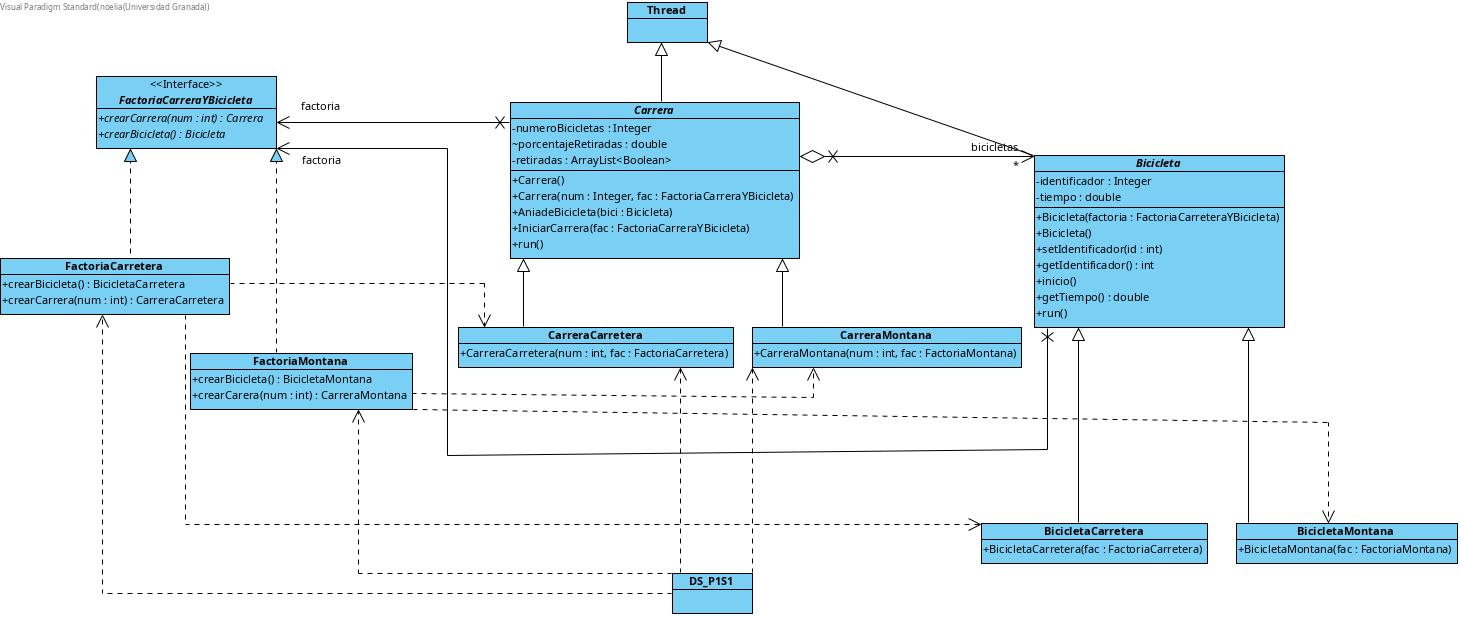 Visual Paradigm Standard(noelia(Universidad Granada))
Thread
<<Interface>>
FactoriaCarreraYBicicleta
+crearCarrera(num : int) : Carrera
+crearBicicleta() : Bicicleta
factoria
factoria
Carrera
-numeroBicicletas : Integer
~porcentajeRetiradas : double
-retiradas : ArrayList<Boolean>
+Carrera()
+Carrera(num : Integer, fac : FactoriaCarreraYBicicleta)
+AniadeBicicleta(bici : Bicicleta)
+IniciarCarrera(fac : FactoriaCarreraYBicicleta)
+run()
bicicletas
*
Bicicleta
-identificador : Integer
-tiempo : double
+Bicicleta(factoria : FactoriaCarreteraYBicicleta)
+Bicicleta()
+setIdentificador(id : int)
+getIdentificador() : int
+inicio()
+getTiempo() : double
+run()
FactoriaCarretera
+crearBicicleta() : BicicletaCarretera
+crearCarrera(num : int) : CarreraCarretera
CarreraCarretera
+CarreraCarretera(num : int, fac : FactoriaCarretera)
CarreraMontana
+CarreraMontana(num : int, fac : FactoriaMontana)
FactoriaMontana
+crearBicicleta() : BicicletaMontana
+crearCarera(num : int) : CarreraMontana
BicicletaCarretera
+BicicletaCarretera(fac : FactoriaCarretera)
BicicletaMontana
+BicicletaMontana(fac : FactoriaMontana)
DS_P1S1